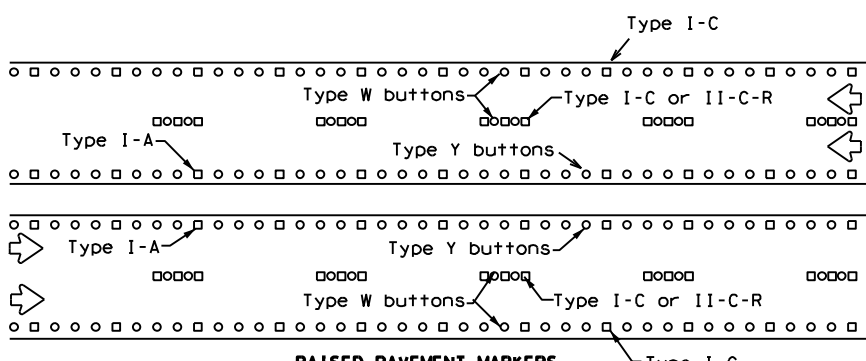 Type I-C
Type W buttons
Type I-C or II-C-R
Type I-A
Type Y buttons
Type I-A
Type Y buttons
Type W buttons
Type I-C or II-C-R
RAISED PAVEMENT MARKERS
Type I-C